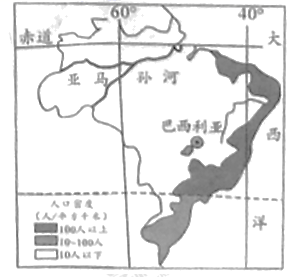 60° 40°
赤道 大
亚马孙河
巴西利亚
西
洋
人口密度
(人/平方千米)
100人以上
10~100人
10人以下